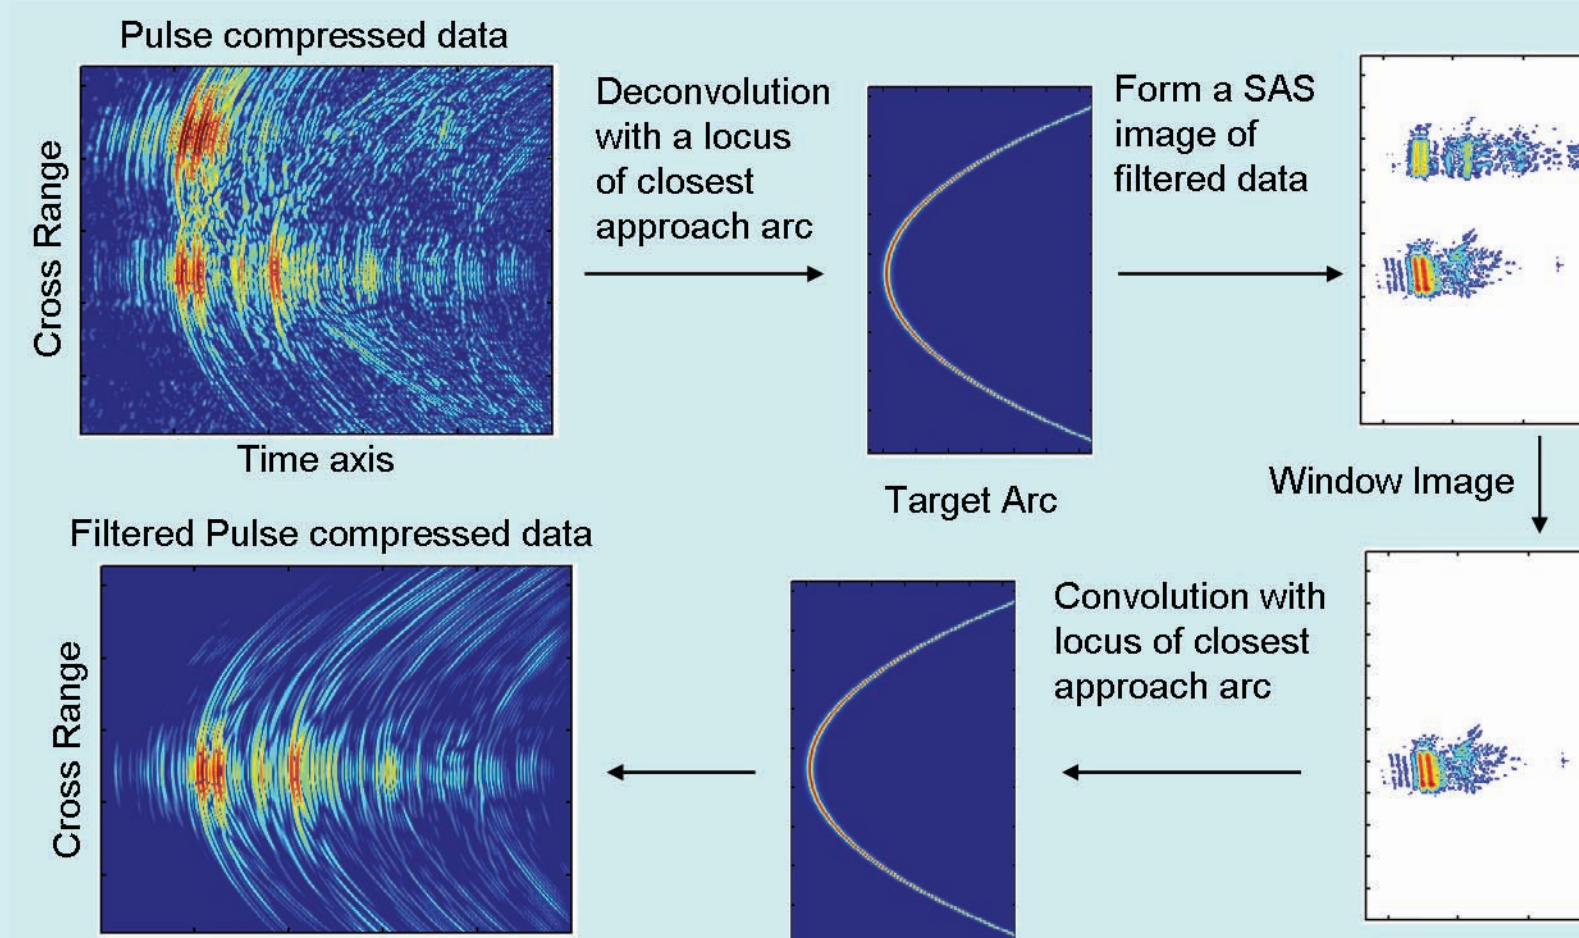 Pulse compressed data
Cross Range
Time axis
Deconvolution
with a locus
of closest
approach arc
Target Arc
Form a SAS
image of
filtered data
Window Image
Convolution with
locus of closest
approach arc
Filtered Pulse compressed data
Cross Range